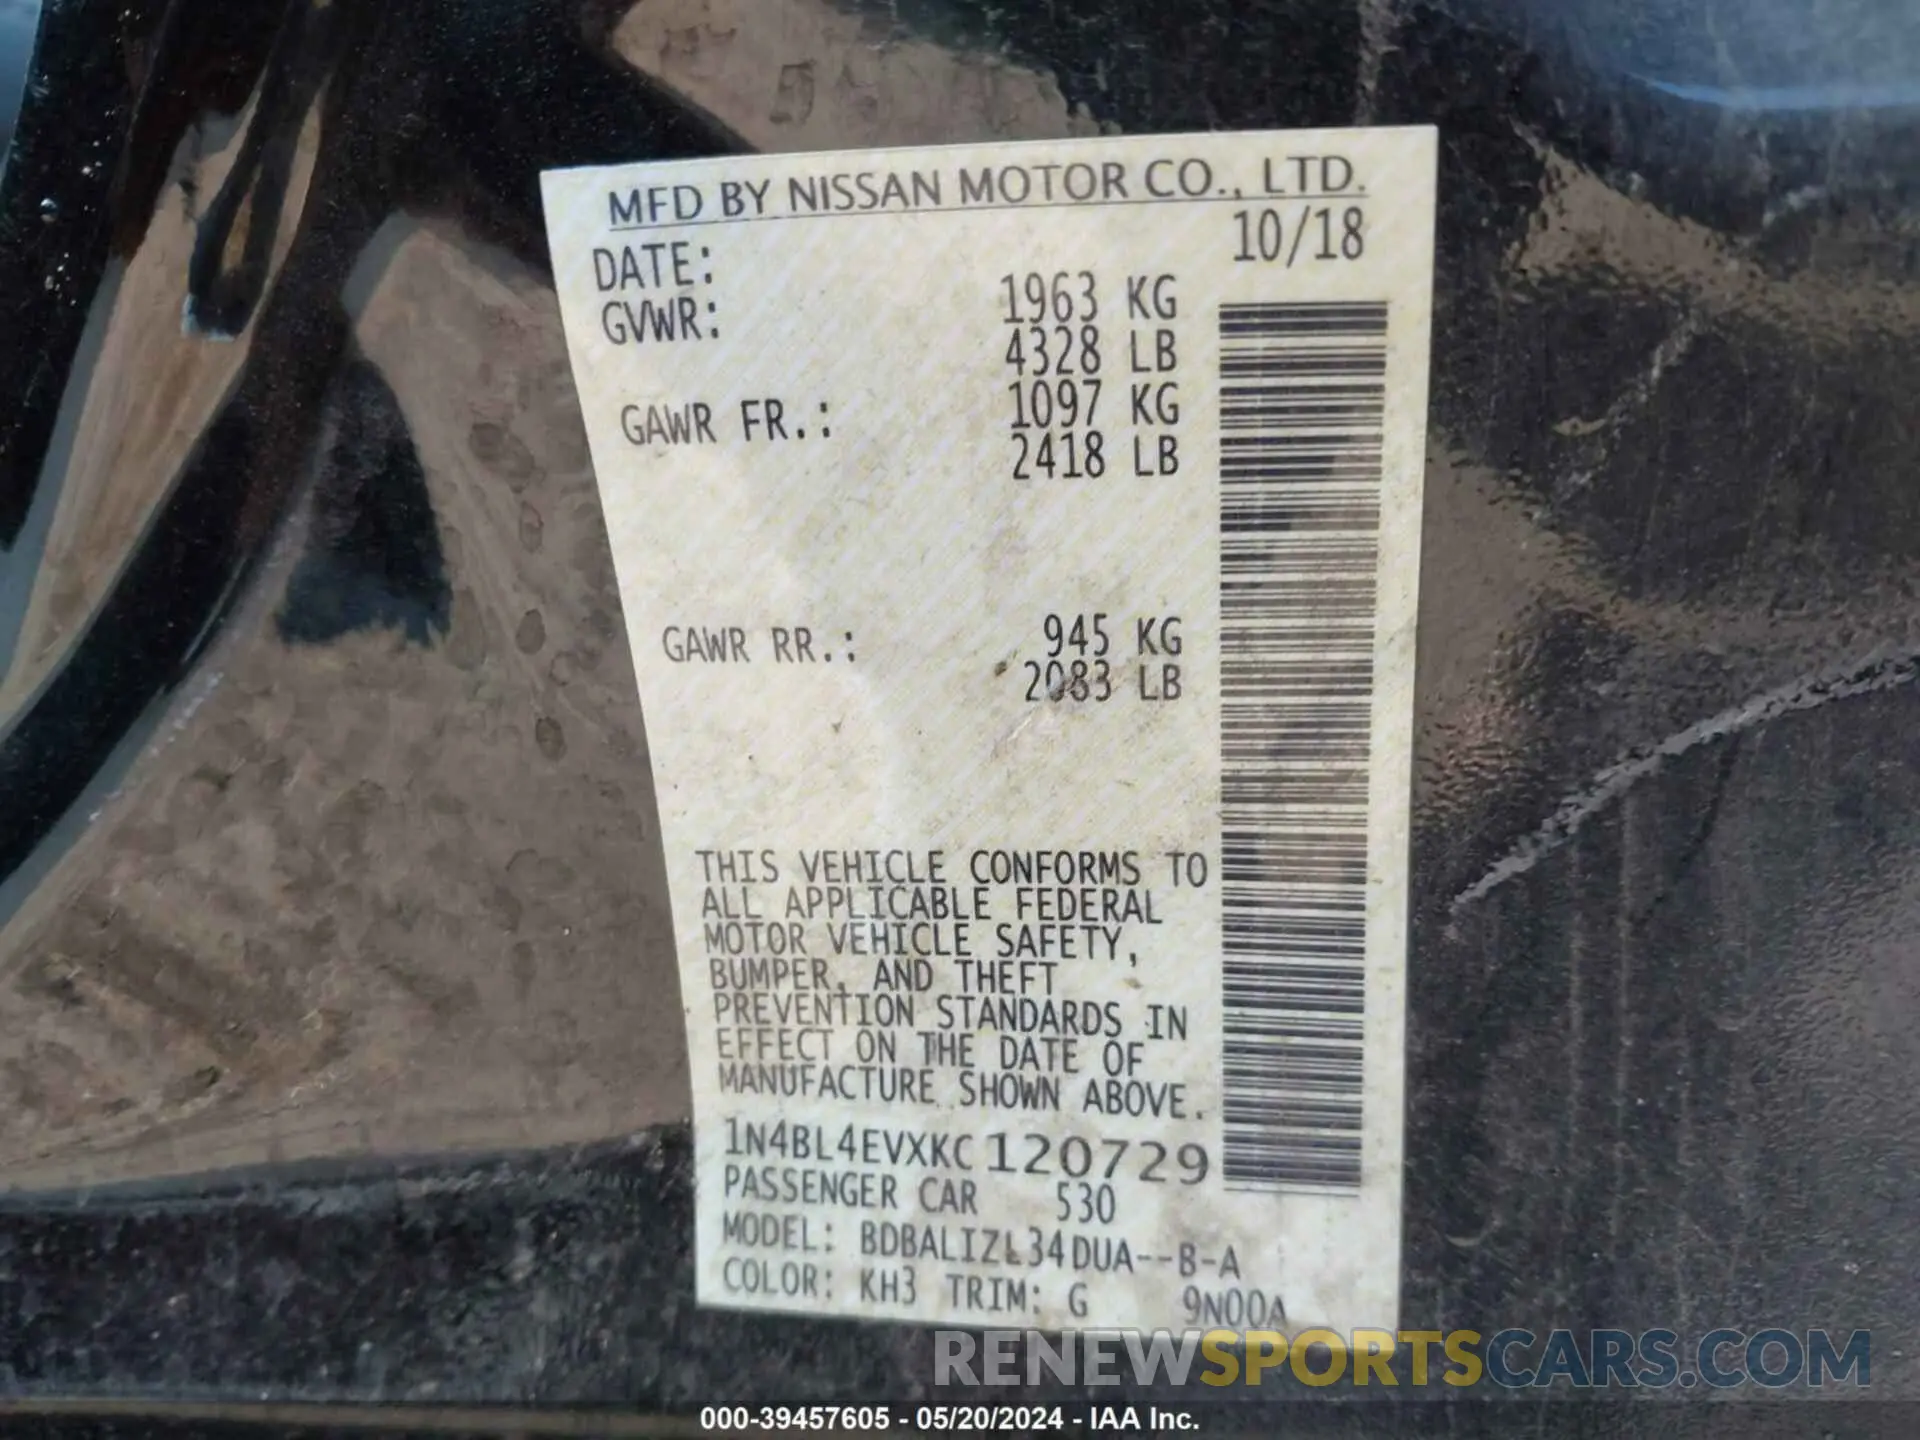 MFD BY NISSAN MOTOR CO., LTD.
DATE: 10/18
GVWR: 1963 KG
4328 LB
GAWR FR.: 1097 KG
2418 LB
GAWR RR.: 945 KG
2083 LB
THIS VEHICLE CONFORMS TO
ALL APPLICABLE FEDERAL
MOTOR VEHICLE SAFETY,
BUMPER, AND THEFT
PREVENTION STANDARDS IN
EFFECT ON THE DATE OF
MANUFACTURE SHOWN ABOVE.
1N4BL4EVXKC120729
PASSENGER CAR 530
MODEL: BDBALIZL34DUA--B-A
COLOR: KH3 TRIM: G 9N00A
RENEWSPORTSCARS.COM
000-39457605 - 05/20/2024 - IAA Inc.